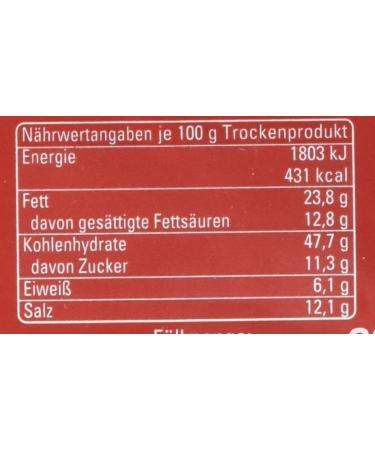 Nährwertangaben je 100 g Trockenprodukt
Energie 1803 kJ
431 kcal
Fett 23,8 g
davon gesättigte Fettsäuren 12,8 g
Kohlenhydrate 47,7 g
davon Zucker 11,3 g
Eiweiß 6,1 g
Salz 12,1 g